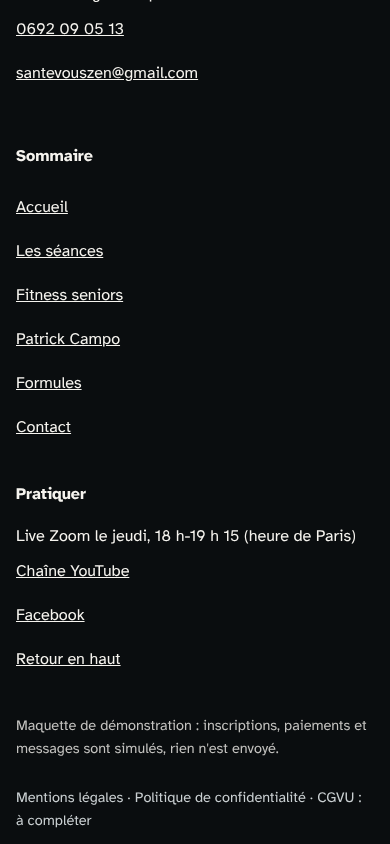 0692 09 05 13
santevouszen@gmail.com
Sommaire
Accueil
Les séances
Fitness seniors
Patrick Campo
Formules
Contact
Pratiquer
Live Zoom le jeudi, 18 h-19 h 15 (heure de Paris)
Chaîne YouTube
Facebook
Retour en haut
Maquette de démonstration : inscriptions, paiements et
messages sont simulés, rien n'est envoyé.
Mentions légales · Politique de confidentialité · CGVU :
à compléter